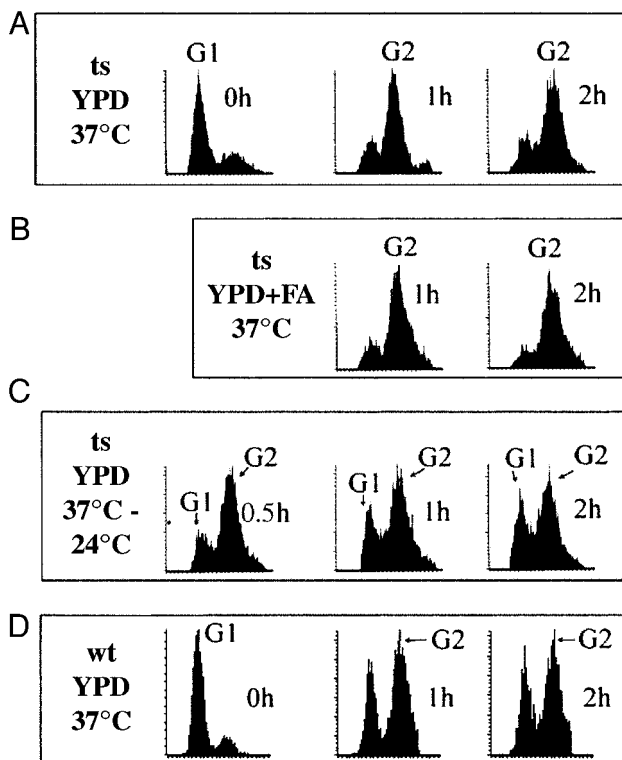 A
ts
YPD
37°C
G1
0h
G2
1h
G2
2h
B
ts
YPD+FA
37°C
G2
1h
G2
2h
C
ts
YPD
37°C -
24°C
G1
G2
0.5h
G1
G2
1h
G1
G2
2h
D
wt
YPD
37°C
G1
0h
G2
1h
G2
2h